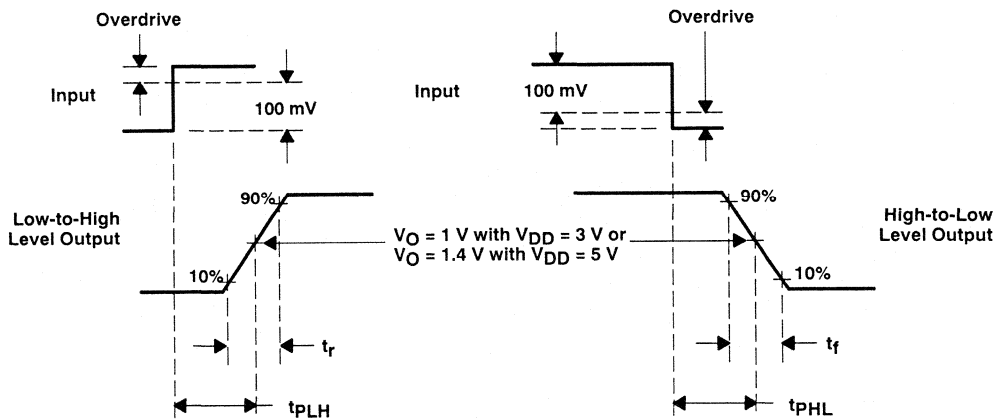 Overdrive
Overdrive
Input
100 mV
Input
100 mV
90%
90%
Low-to-High
Level Output
VO = 1 V with VDD = 3 V or
VO = 1.4 V with VDD = 5 V
High-to-Low
Level Output
10%
10%
tr
tf
tPLH
tPHL